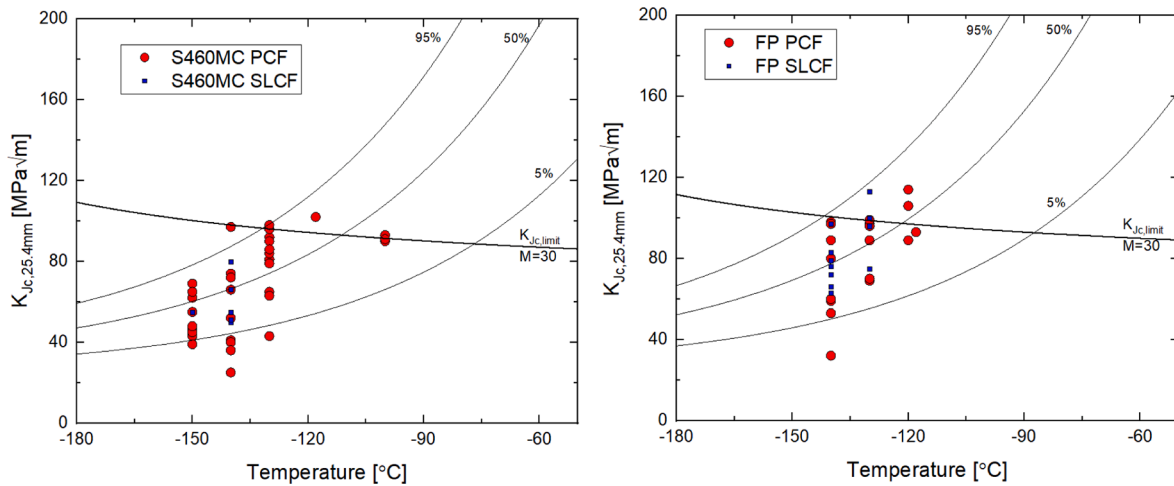 200
160
120
80
40
0
-180
-150
-120
-90
-60
K_Jc,25.4mm [MPa√m]
Temperature [°C]
S460MC PCF
S460MC SLCF
95%
50%
5%
K_Jc,limit
M=30
200
160
120
80
40
0
-180
-150
-120
-90
-60
K_Jc,25.4mm [MPa√m]
Temperature [°C]
FP PCF
FP SLCF
95%
50%
5%
K_Jc,limit
M=30